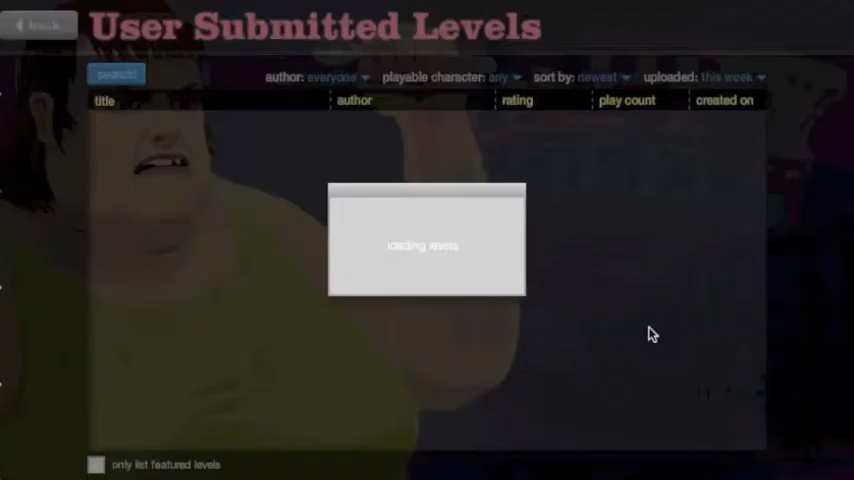 back
User Submitted Levels
search!
author: everyone playable character: any sort by: newest uploaded: this week
title author rating play count created on
loading levels
only list featured levels